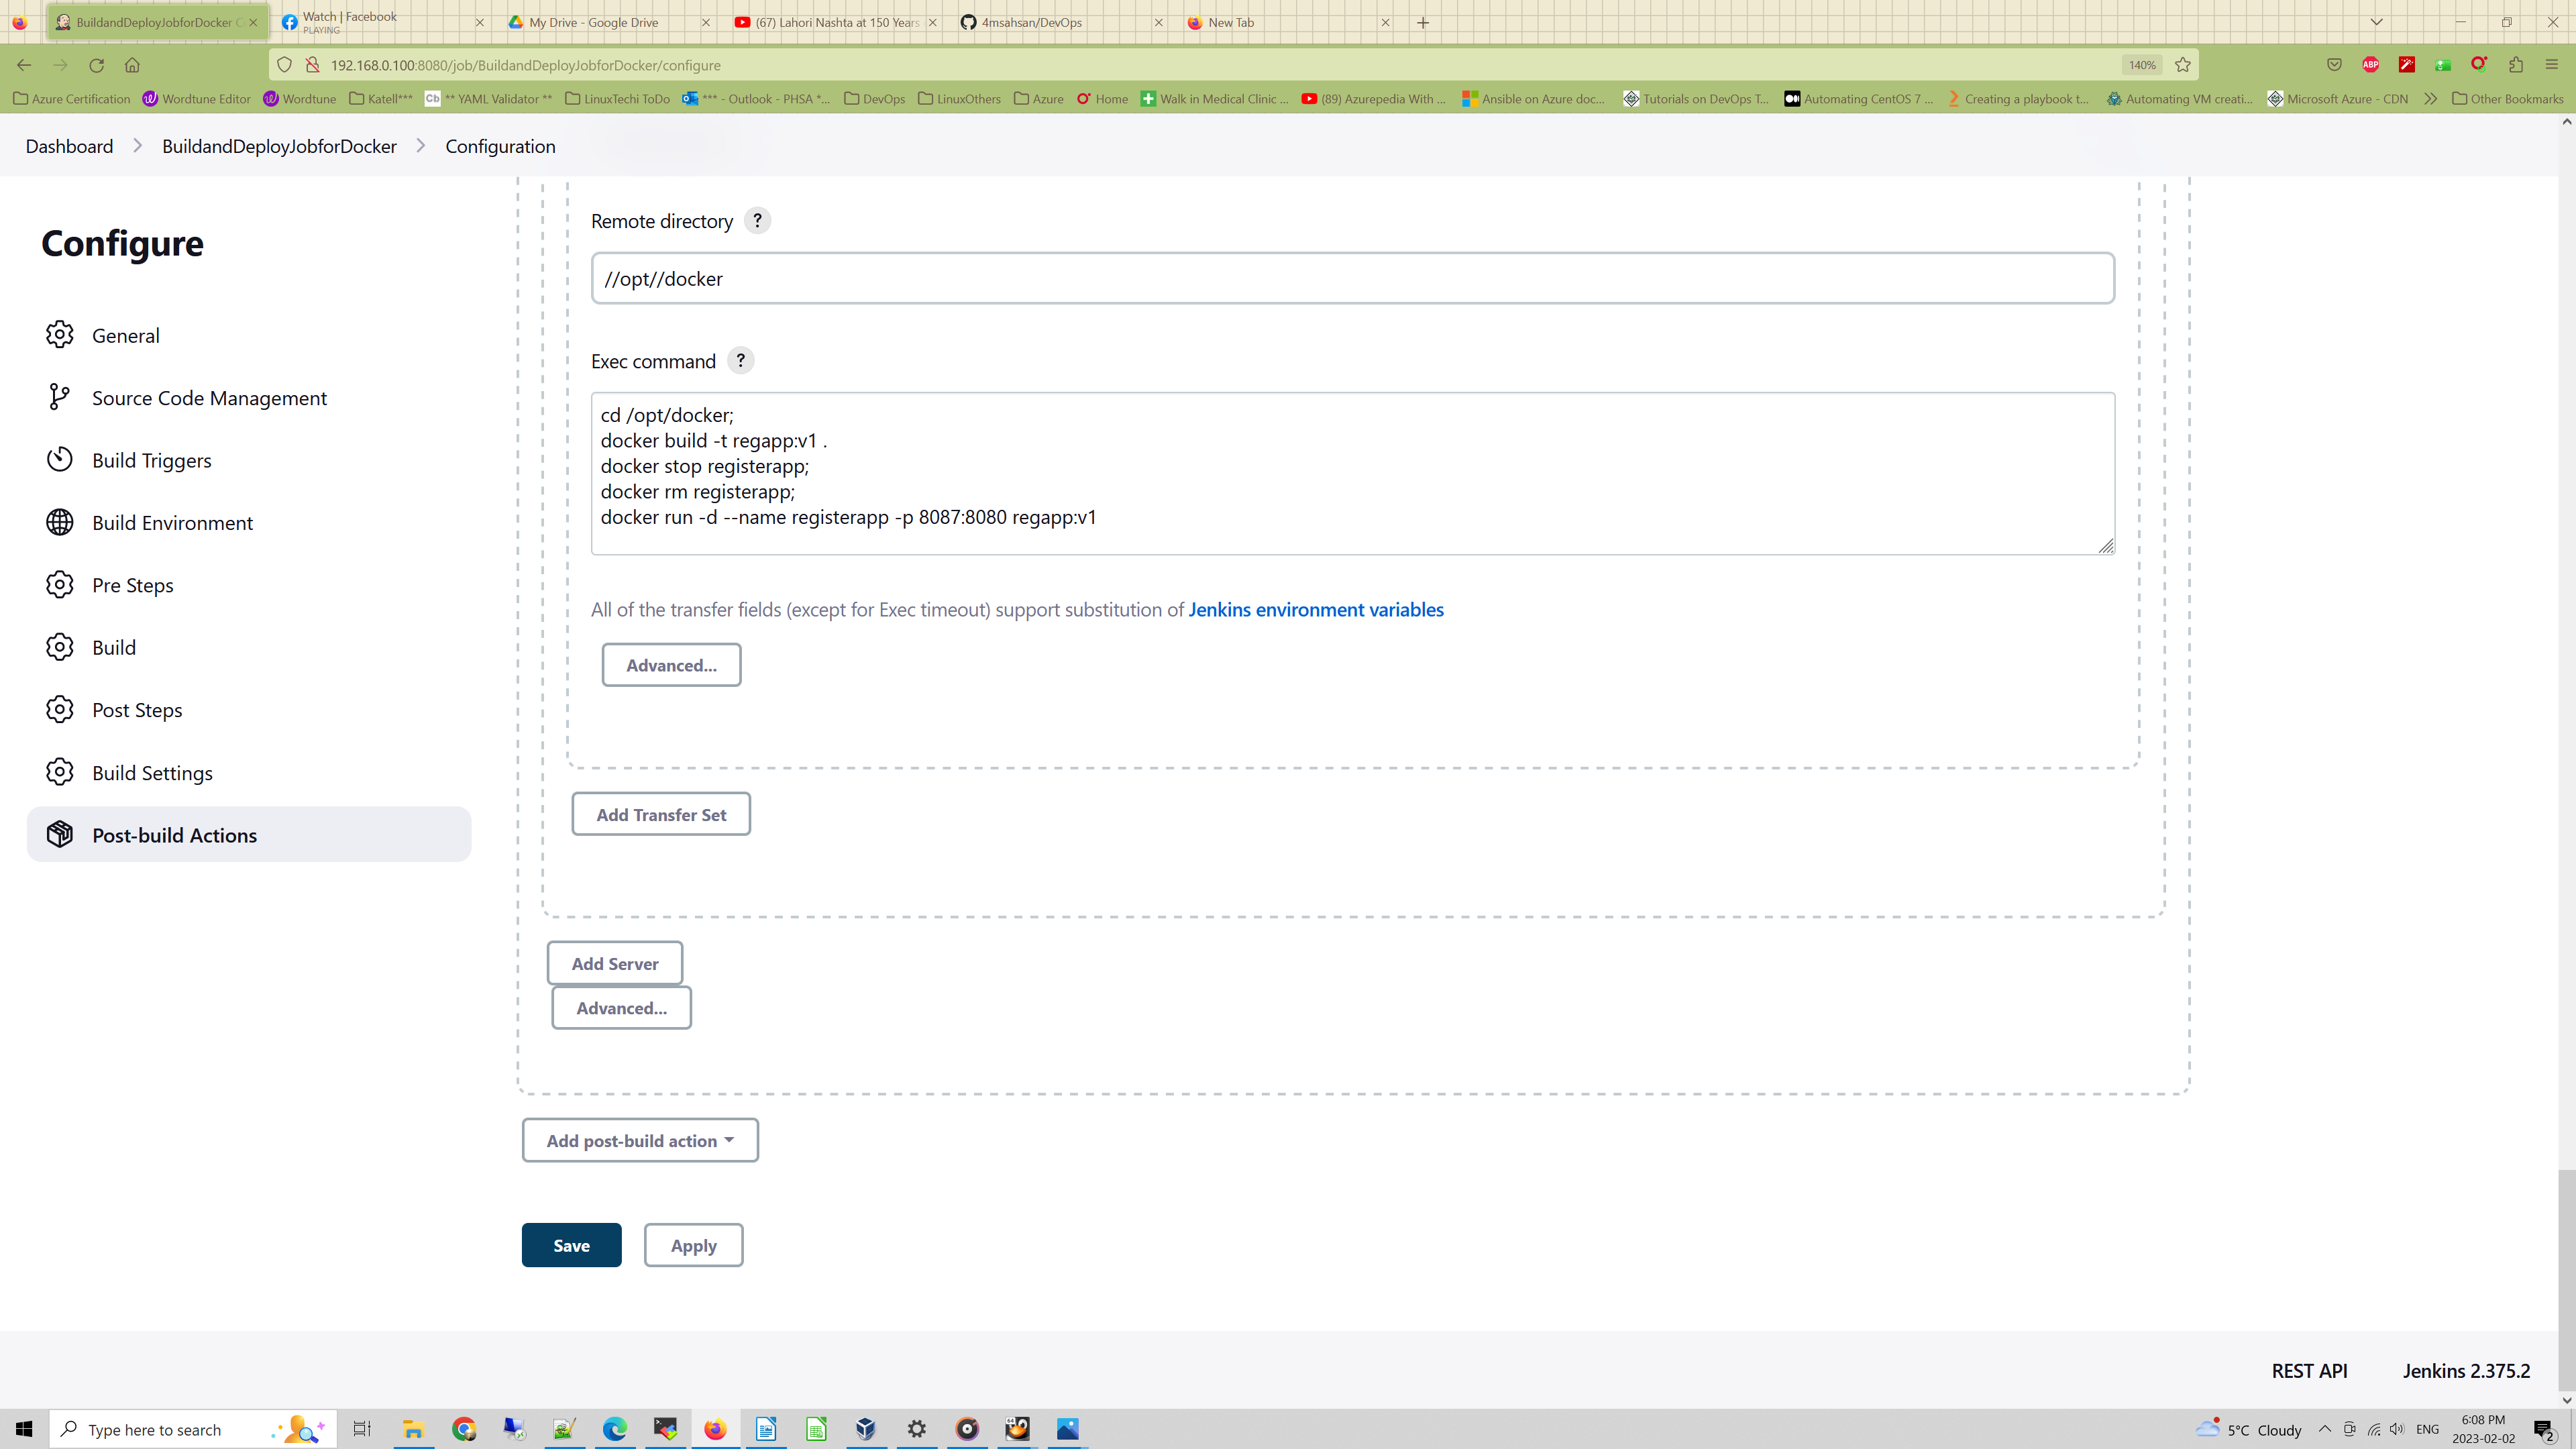 BuildandDeployJobforDocker C
Watch | Facebook
PLAYING
My Drive - Google Drive
(67) Lahori Nashta at 150 Years
4msahsan/DevOps
New Tab
192.168.0.100:8080/job/BuildandDeployJobforDocker/configure
140%
ABP
Azure Certification
Wordtune Editor
Wordtune
Katell***
Cb ** YAML Validator **
LinuxTechi ToDo
*** - Outlook - PHSA *...
DevOps
LinuxOthers
Azure
Home
Walk in Medical Clinic ...
(89) Azurepedia With ...
Ansible on Azure doc...
Tutorials on DevOps T...
Automating CentOS 7 ...
Creating a playbook t...
Automating VM creati...
Microsoft Azure - CDN
Other Bookmarks
Dashboard
BuildandDeployJobforDocker
Configuration
Configure
General
Source Code Management
Build Triggers
Build Environment
Pre Steps
Build
Post Steps
Build Settings
Post-build Actions
Remote directory ?
//opt//docker
Exec command ?
cd /opt/docker;
docker build -t regapp:v1 .
docker stop registerapp;
docker rm registerapp;
docker run -d --name registerapp -p 8087:8080 regapp:v1
All of the transfer fields (except for Exec timeout) support substitution of Jenkins environment variables
Advanced...
Add Transfer Set
Add Server
Advanced...
Add post-build action
Save
Apply
REST API
Jenkins 2.375.2
Type here to search
5°C Cloudy
ENG
6:08 PM
2023-02-02
2